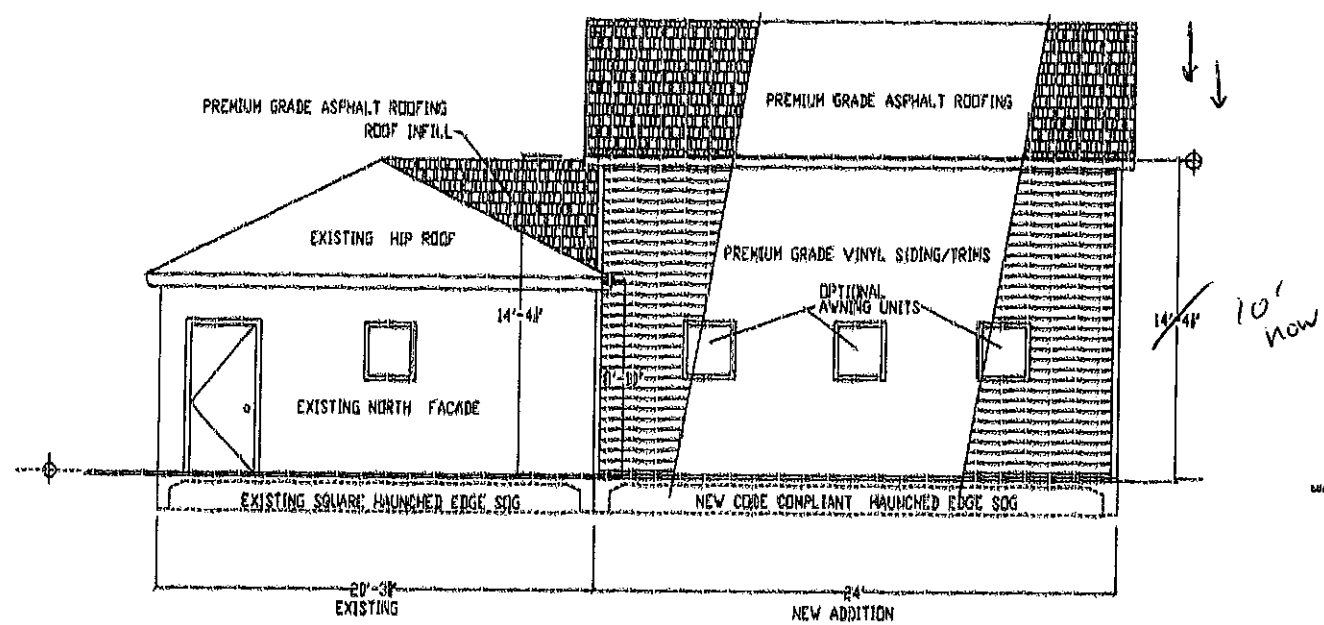 PREMIUM GRADE ASPHALT ROOFING
ROOF INFILL
PREMIUM GRADE ASPHALT ROOFING
EXISTING HIP ROOF
PREMIUM GRADE VINYL SIDING/TRIMS
OPTIONAL
AWNING UNITS
14'-4"
14'-4"
10'
now
EXISTING NORTH FACADE
EXISTING SQUARE HAUNCHED EDGE SOG
NEW CODE COMPLIANT HAUNCHED EDGE SOG
20'-3"
EXISTING
24'
NEW ADDITION